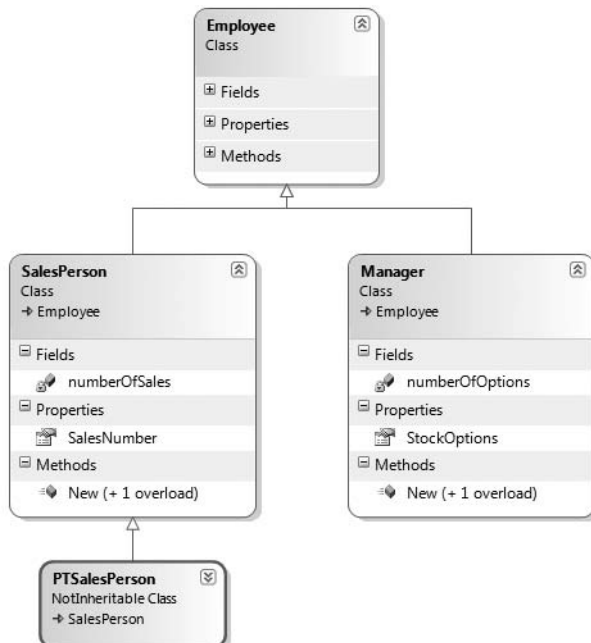 Employee
Class
Fields
Properties
Methods
SalesPerson
Class
Employee
Fields
numberOfSales
Properties
SalesNumber
Methods
New (+ 1 overload)
Manager
Class
Employee
Fields
numberOfOptions
Properties
StockOptions
Methods
New (+ 1 overload)
PTSalesPerson
NotInheritable Class
SalesPerson